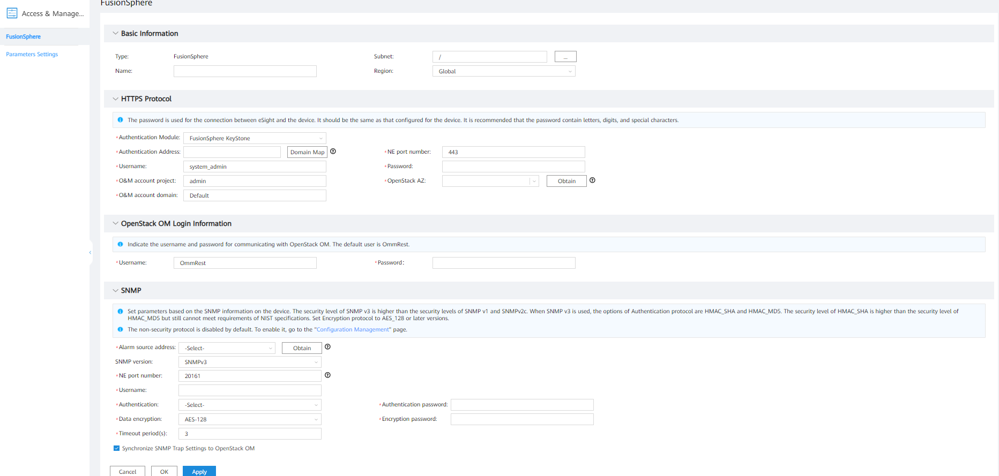 FusionSphere
Access & Manage...
FusionSphere
Parameters Settings
Basic Information
Type: FusionSphere Subnet: / ...
Name: Region: Global
HTTPS Protocol
The password is used for the connection between eSight and the device. It should be the same as that configured for the device. It is recommended that the password contain letters, digits, and special characters.
*Authentication Module: FusionSphere KeyStone
*Authentication Address: Domain Map ? *NE port number: 443
*Username: system_admin *Password:
*O&M account project: admin *OpenStack AZ: Obtain ?
*O&M account domain: Default
OpenStack OM Login Information
Indicate the username and password for communicating with OpenStack OM. The default user is OmmRest.
*Username: OmmRest *Password:
SNMP
Set parameters based on the SNMP information on the device. The security level of SNMP v3 is higher than the security levels of SNMP v1 and SNMPv2c. When SNMP v3 is used, the options of Authentication protocol are HMAC_SHA and HMAC_MD5. The security level of HMAC_SHA is higher than the security level of
HMAC_MD5 but still cannot meet requirements of NIST specifications. Set Encryption protocol to AES_128 or later versions.
The non-security protocol is disabled by default. To enable it, go to the "Configuration Management" page.
*Alarm source address: -Select- Obtain ?
SNMP version: SNMPv3
*NE port number: 20161 ?
*Username:
*Authentication: -Select- *Authentication password:
*Data encryption: AES-128 *Encryption password:
*Timeout period(s): 3
Synchronize SNMP Trap Settings to OpenStack OM
Cancel OK Apply